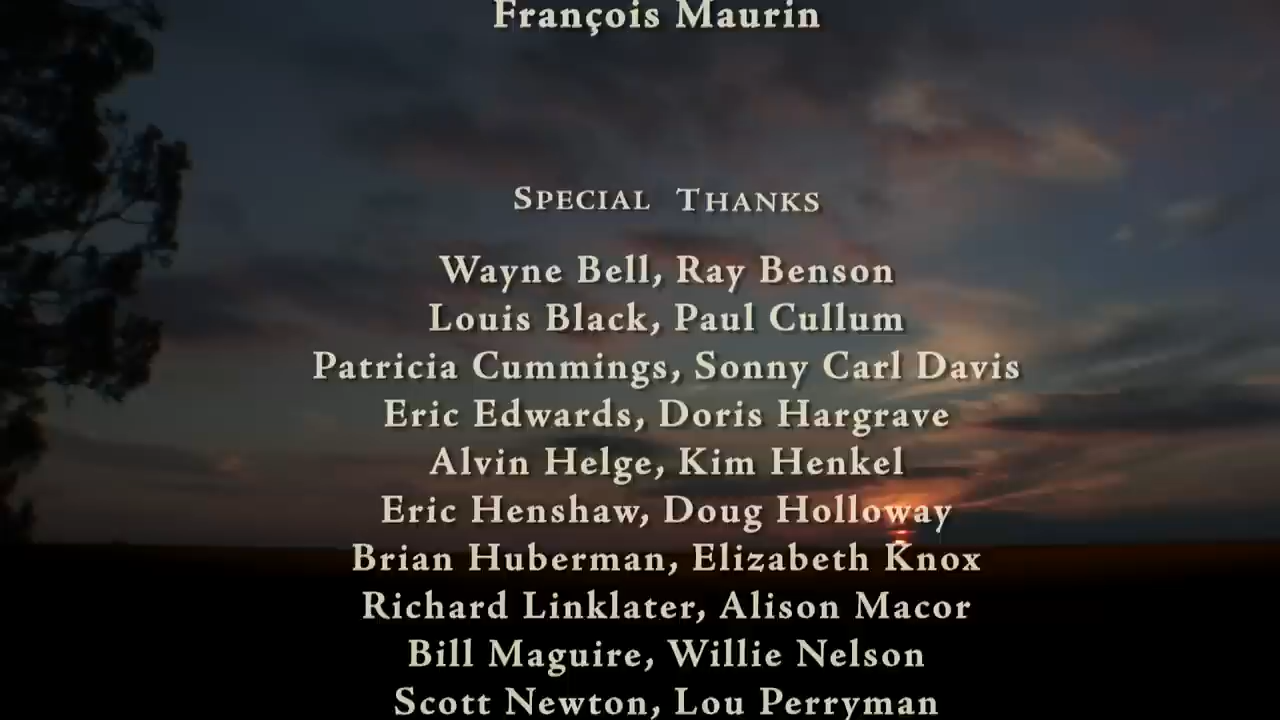 François Maurin
Special Thanks
Wayne Bell, Ray Benson
Louis Black, Paul Cullum
Patricia Cummings, Sonny Carl Davis
Eric Edwards, Doris Hargrave
Alvin Helge, Kim Henkel
Eric Henshaw, Doug Holloway
Brian Huberman, Elizabeth Knox
Richard Linklater, Alison Macor
Bill Maguire, Willie Nelson
Scott Newton, Lou Perryman